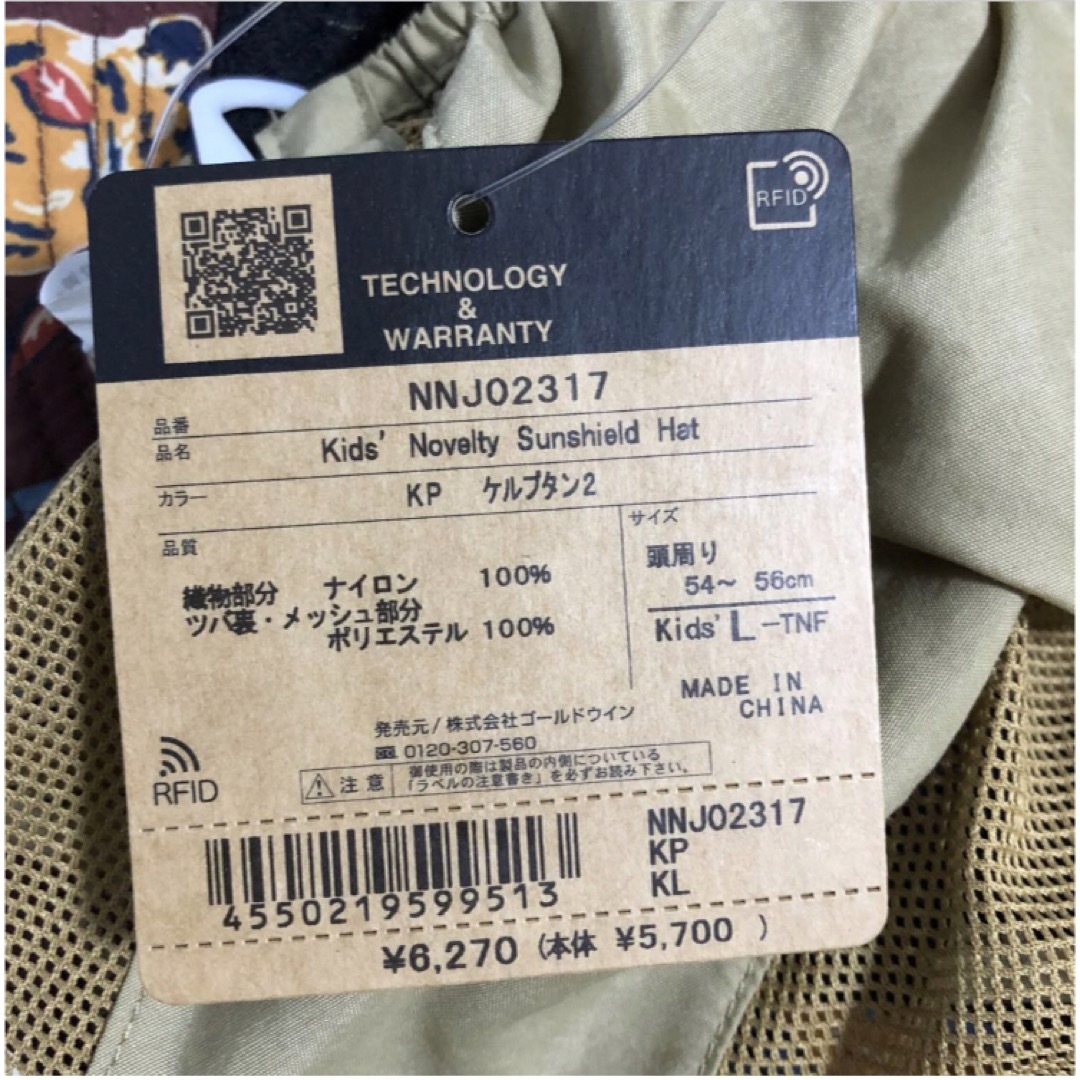 RFID
TECHNOLOGY
&
WARRANTY
品番 NNJ02317
品名 Kids' Novelty Sunshield Hat
カラー KP ケルプタン2
品質
織物部分 ナイロン 100%
ツバ裏・メッシュ部分
ポリエステル 100%
サイズ
頭周り
54～ 56cm
Kids' L-TNF
MADE IN
CHINA
発売元/株式会社ゴールドウイン
0120-307-560
注意 御使用の際は製品の内側についている
「ラベルの注意書き」を必ずお読み下さい。
RFID
4550219599513
NNJ02317
KP
KL
¥6,270 (本体 ¥5,700 )